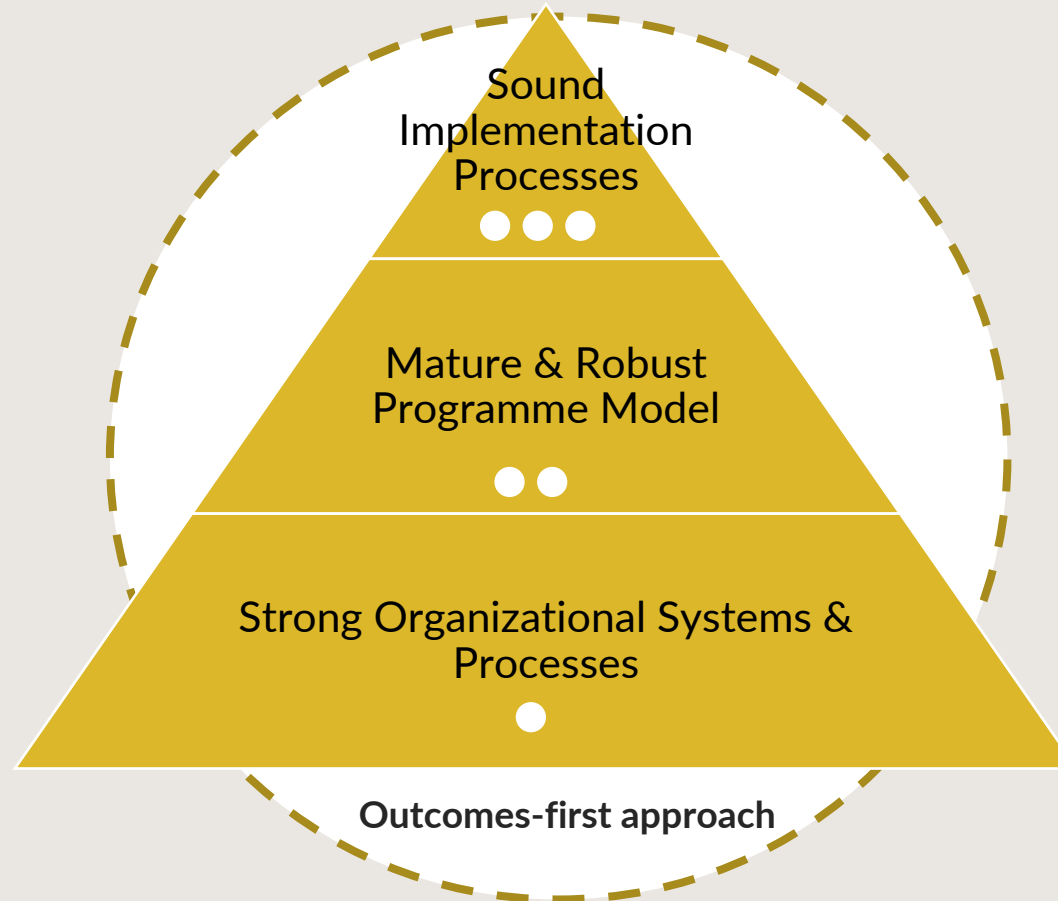 Sound
Implementation
Processes
Mature & Robust
Programme Model
Strong Organizational Systems &
Processes
Outcomes-first approach